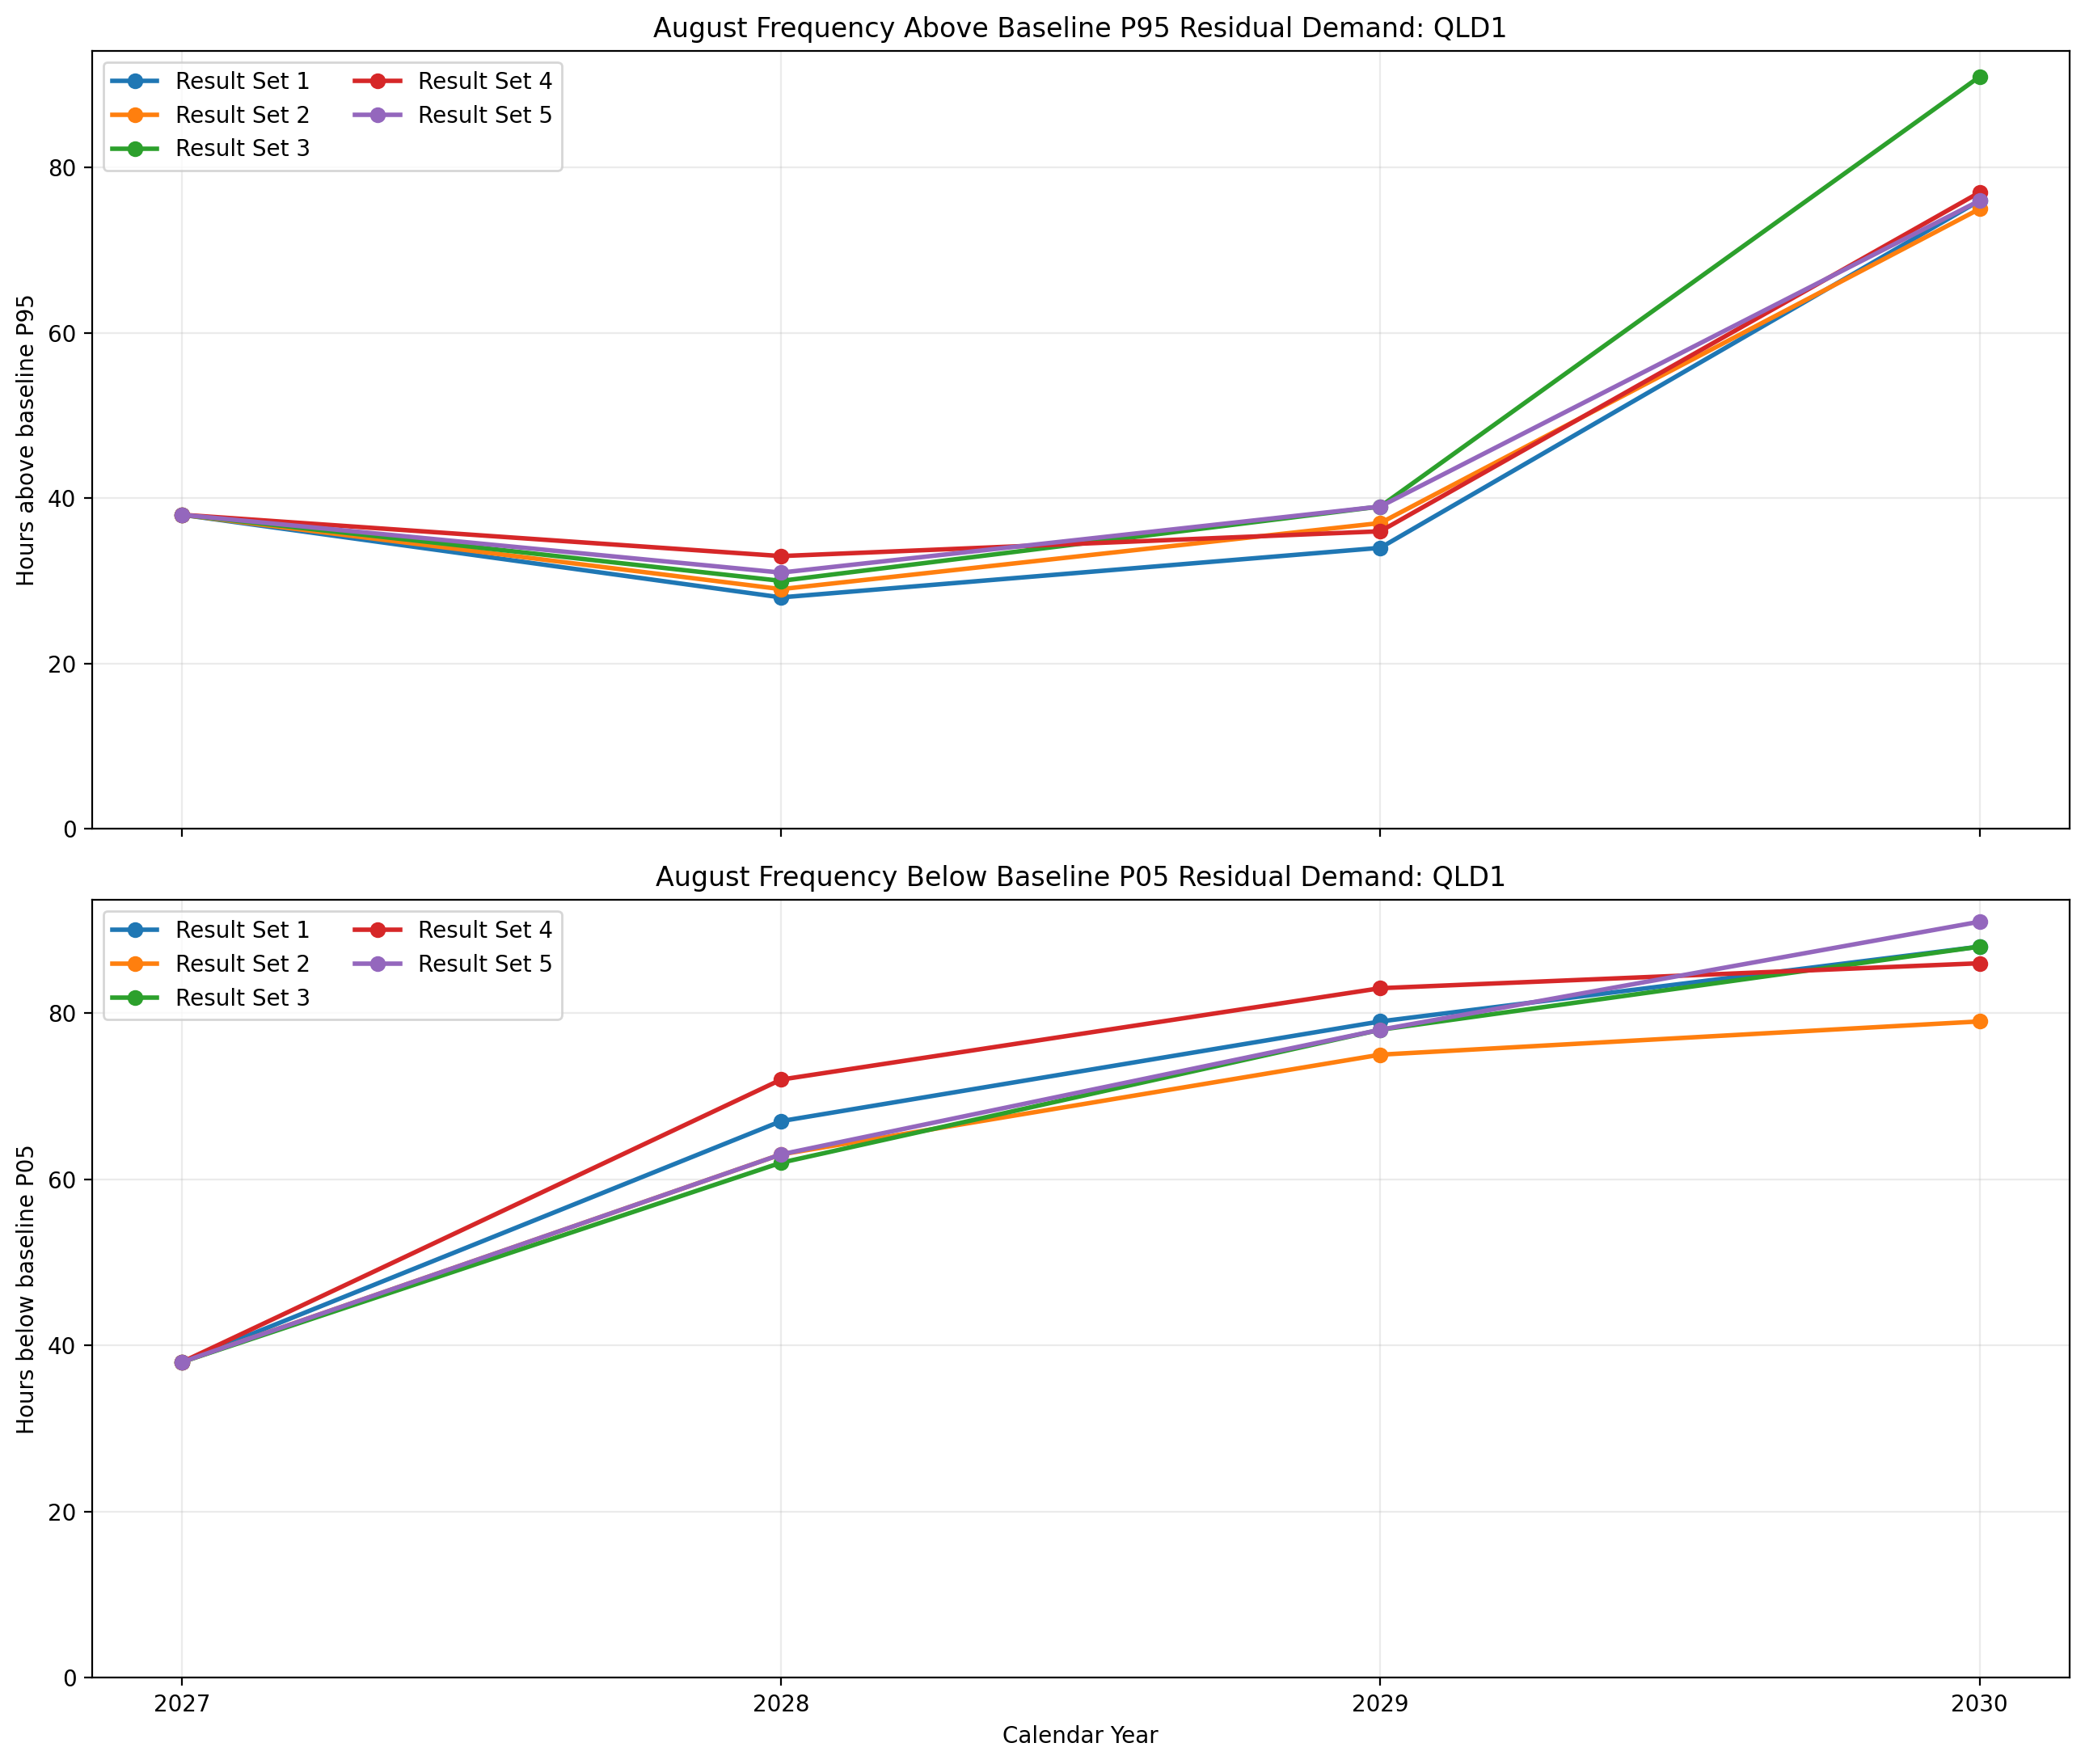 August Frequency Above Baseline P95 Residual Demand: QLD1
Result Set 1
Result Set 2
Result Set 3
Result Set 4
Result Set 5
Hours above baseline P95
80
60
40
20
0
August Frequency Below Baseline P05 Residual Demand: QLD1
Result Set 1
Result Set 2
Result Set 3
Result Set 4
Result Set 5
Hours below baseline P05
80
60
40
20
0
2027 2028 2029 2030
Calendar Year